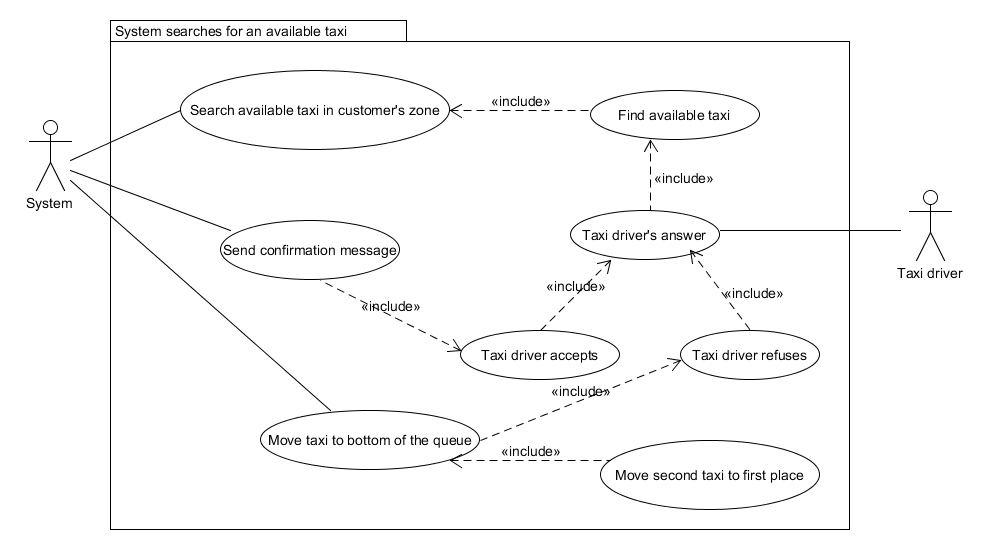 System searches for an available taxi
Search available taxi in customer's zone
«include»
Find available taxi
System
«include»
Send confirmation message
Taxi driver's answer
Taxi driver
«include»
«include»
«include»
Taxi driver accepts
Taxi driver refuses
«include»
Move taxi to bottom of the queue
«include»
Move second taxi to first place